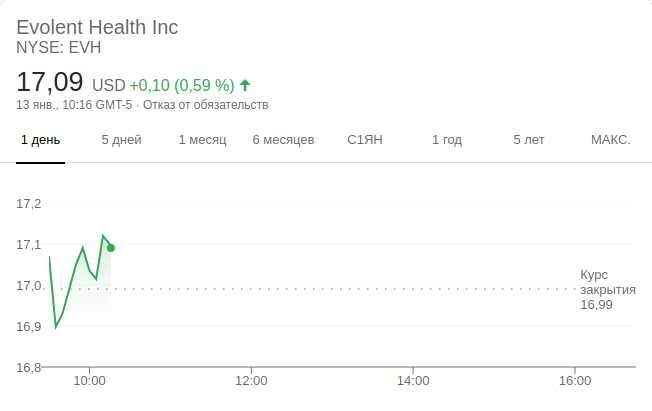 Evolent Health Inc
NYSE: EVH
17,09 USD +0,10 (0,59 %)
13 янв., 10:16 GMT-5 · Отказ от обязательств
1 день 5 дней 1 месяц 6 месяцев С1ЯН 1 год 5 лет МАКС.
17,2
17,1
17,0
16,9
16,8
Курс
закрытия
16,99
10:00 12:00 14:00 16:00